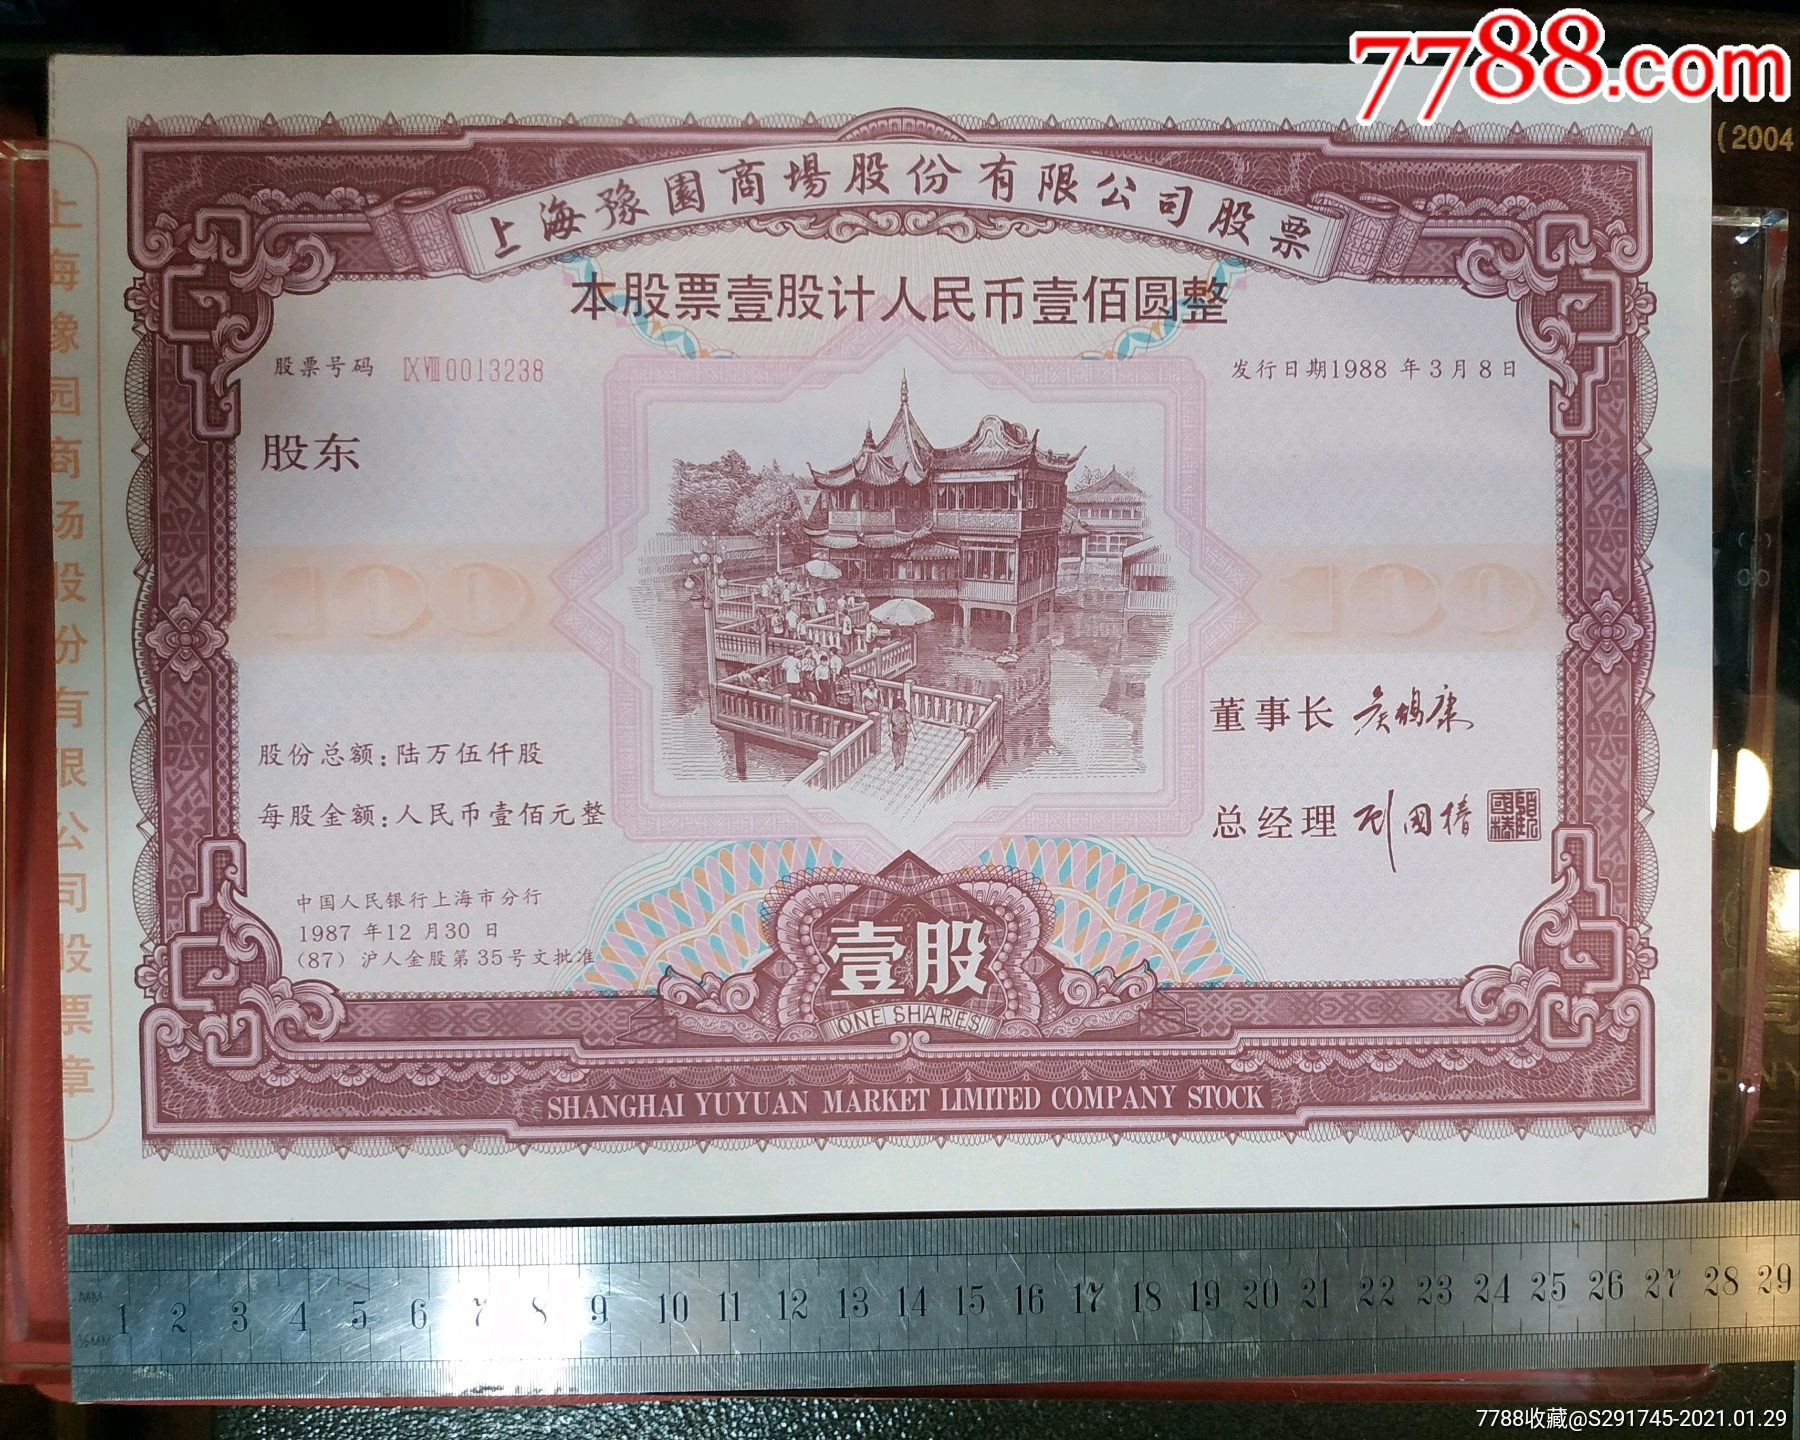 7788.com
(2004
上海豫园商场股份有限公司股票章
上海豫園商場股份有限公司股票
本股票壹股计人民币壹佰圆整
股票号码 ⅨⅧ0013238
发行日期1988 年3月8日
股东
100
100
董事长
股份总额:陆万伍仟股
每股金额:人民币壹佰元整
总经理
中国人民银行上海市分行
1987 年12 月30 日
(87) 沪人金股第35号文批准
壹股
ONE SHARES
SHANGHAI YUYUAN MARKET LIMITED COMPANY STOCK
MM
½MM
1 2 3 4 5 6 7 8 9 10 11 12 13 14 15 16 17 18 19 20 21 22 23 24 25 26 27 28 29
7788收藏@S291745-2021.01.29